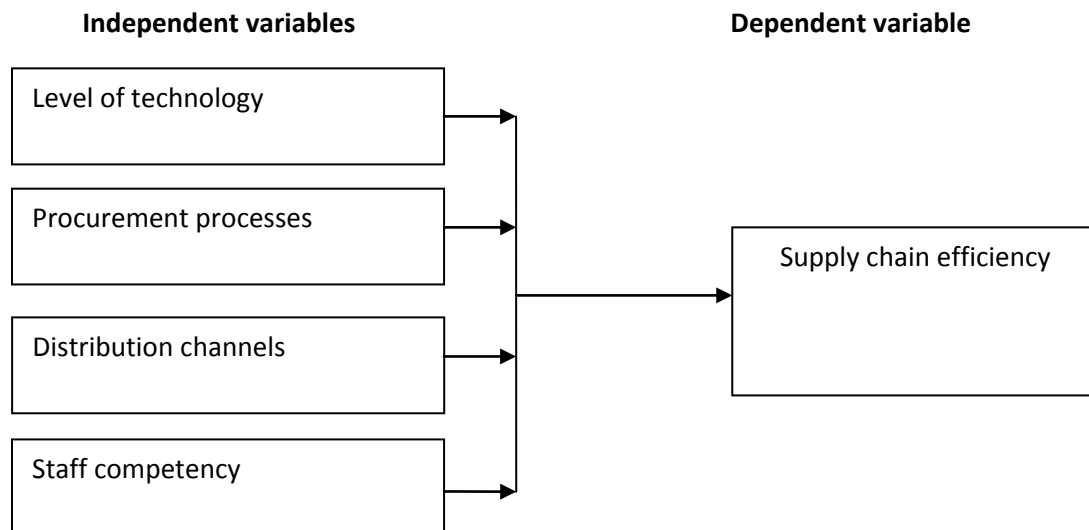 Independent variables
Dependent variable
Level of technology
Procurement processes
Supply chain efficiency
Distribution channels
Staff competency